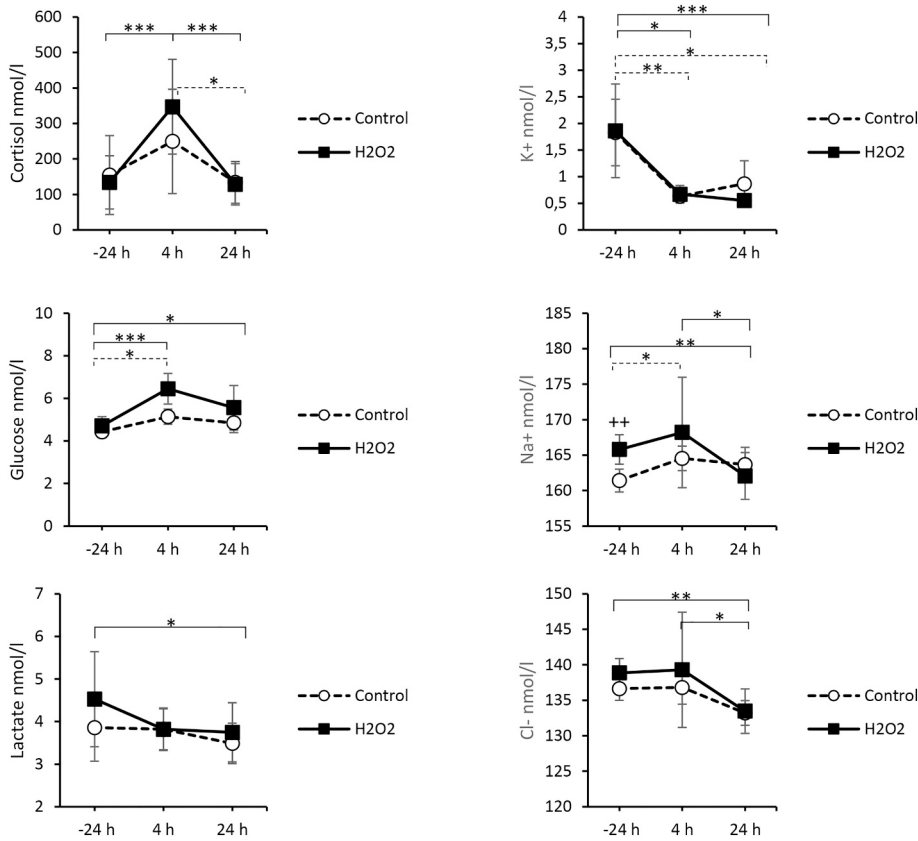 Cortisol nmol/l
600
500
400
300
200
100
0
*** ***
*
-24 h 4 h 24 h
Control
H2O2
K+ nmol/l
4
3,5
3
2,5
2
1,5
1
0,5
0
***
*
*
**
-24 h 4 h 24 h
Control
H2O2
Glucose nmol/l
10
8
6
4
2
0
*
***
*
-24 h 4 h 24 h
Control
H2O2
Na+ nmol/l
185
180
175
170
165
160
155
*
**
*
++
-24 h 4 h 24 h
Control
H2O2
Lactate nmol/l
7
6
5
4
3
2
*
-24 h 4 h 24 h
Control
H2O2
Cl- nmol/l
150
145
140
135
130
125
120
**
*
-24 h 4 h 24 h
Control
H2O2